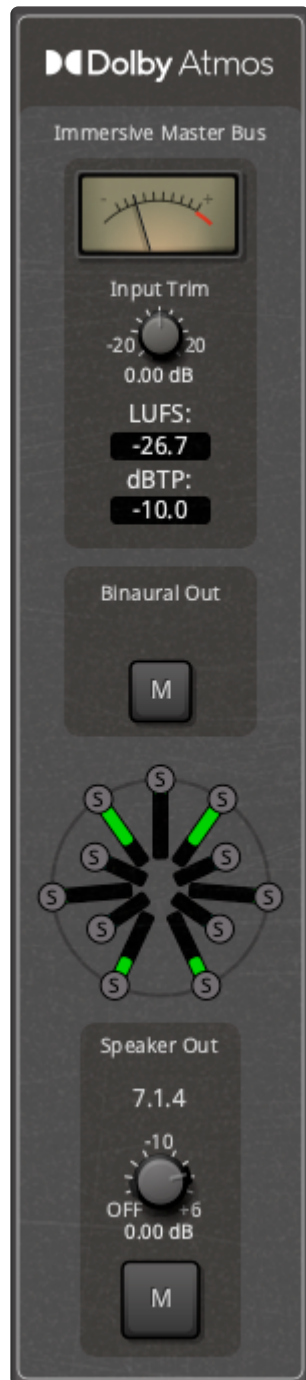 Dolby Atmos
Immersive Master Bus
- +
Input Trim
-20 20
0.00 dB
LUFS:
-26.7
dBTP:
-10.0
Binaural Out
M
S
S S
S S
S S
S S
S S
Speaker Out
7.1.4
-10
OFF +6
0.00 dB
M